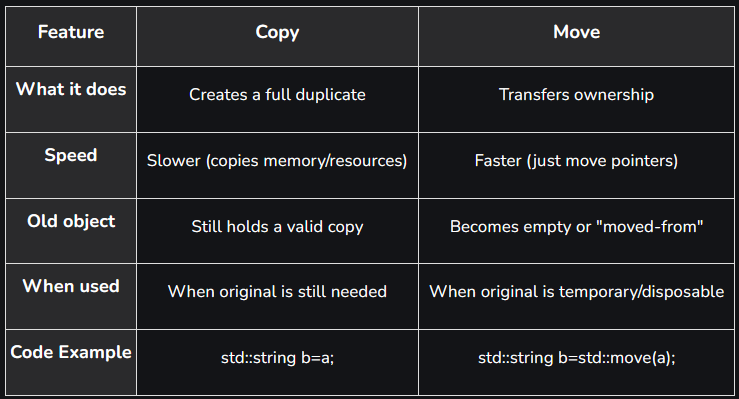 Feature Copy Move
What it does Creates a full duplicate Transfers ownership
Speed Slower (copies memory/resources) Faster (just move pointers)
Old object Still holds a valid copy Becomes empty or "moved-from"
When used When original is still needed When original is temporary/disposable
Code Example std::string b=a; std::string b=std::move(a);